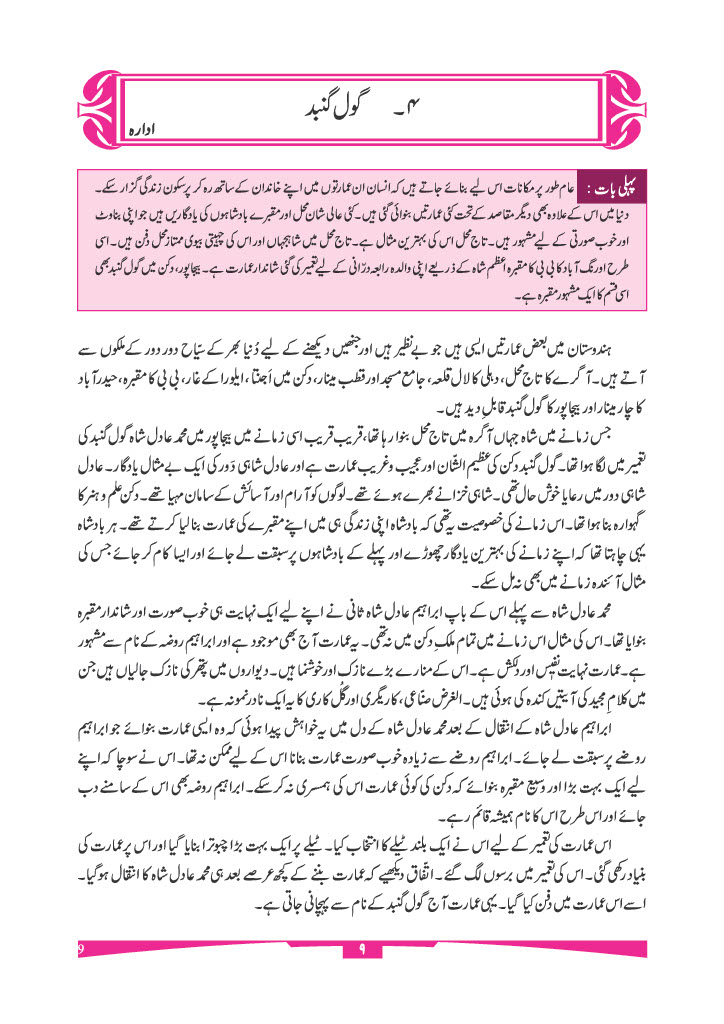 ۴۔ گول گنبد
ادارہ
پہلی بات : عام طور پر مکانات اس لیے بنائے جاتے ہیں کہ انسان ان عمارتوں میں اپنے خاندان کے ساتھ رہ کر پرسکون زندگی گزار سکے۔
دنیا میں اس کے علاوہ بھی دیگر مقاصد کے تحت کئی عمارتیں بنوائی گئی ہیں۔ کئی عالی شان محل اور مقبرے بادشاہوں کی یادگاریں ہیں جو اپنی بناوٹ
اور خوب صورتی کے لیے مشہور ہیں۔ تاج محل اس کی بہترین مثال ہے۔ تاج محل میں شاہجہاں اور اس کی چہیتی بیوی ممتاز محل دفن ہیں۔ اسی
طرح اورنگ آباد کا بی بی کا مقبرہ اعظم شاہ کے ذریعے اپنی والدہ رابعہ درّانی کے لیے تعمیر کی گئی شاندار عمارت ہے۔ بیجاپور، دکن میں گول گنبد بھی
اسی قسم کا ایک مشہور مقبرہ ہے۔
ہندوستان میں بعض عمارتیں ایسی ہیں جو بے نظیر ہیں اور جنھیں دیکھنے کے لیے دُنیا بھر کے سیّاح دور دور کے ملکوں سے
آتے ہیں۔ آگرے کا تاج محل، دہلی کا لال قلعہ، جامع مسجد اور قطب مینار، دکن میں اجنتا، ایلورا کے غار، بی بی کا مقبرہ، حیدرآباد
کا چار مینار اور بیجاپور کا گول گنبد قابلِ دید ہیں۔
جس زمانے میں شاہ جہاں آگرہ میں تاج محل بنوا رہا تھا، قریب قریب اسی زمانے میں بیجاپور میں محمد عادل شاہ گول گنبد کی
تعمیر میں لگا ہوا تھا۔ گول گنبد دکن کی عظیم الشّان اور عجیب و غریب عمارت ہے اور عادل شاہی دَور کی ایک بے مثال یادگار۔ عادل
شاہی دور میں رعایا خوش حال تھی۔ شاہی خزانے بھرے ہوئے تھے۔ لوگوں کو آرام اور آسائش کے سامان مہیا تھے۔ دکن علم و ہنر کا
گہوارہ بنا ہوا تھا۔ اس زمانے کی خصوصیت یہ تھی کہ بادشاہ اپنی زندگی ہی میں اپنے مقبرے کی عمارت بنا لیا کرتے تھے۔ ہر بادشاہ
یہی چاہتا تھا کہ اپنے زمانے کی بہترین یادگار چھوڑے اور پہلے کے بادشاہوں پر سبقت لے جائے اور ایسا کام کر جائے جس کی
مثال آئندہ زمانے میں بھی نہ مل سکے۔
محمد عادل شاہ سے پہلے اس کے باپ ابراہیم عادل شاہ ثانی نے اپنے لیے ایک نہایت ہی خوب صورت اور شاندار مقبرہ
بنوایا تھا۔ اس کی مثال اس زمانے میں تمام ملکِ دکن میں نہ تھی۔ یہ عمارت آج بھی موجود ہے اور ابراہیم روضہ کے نام سے مشہور
ہے۔ عمارت نہایت نفیس اور دلکش ہے۔ اس کے منارے بڑے نازک اور خوشنما ہیں۔ دیواروں میں پتھر کی نازک جالیاں ہیں جن
میں کلامِ مجید کی آیتیں کندہ کی ہوئی ہیں۔ الغرض صنّاعی، کاریگری اور گُل کاری کا یہ ایک نادر نمونہ ہے۔
ابراہیم عادل شاہ کے انتقال کے بعد محمد عادل شاہ کے دل میں یہ خواہش پیدا ہوئی کہ وہ ایسی عمارت بنوائے جو ابراہیم
روضے پر سبقت لے جائے۔ ابراہیم روضے سے زیادہ خوب صورت عمارت بنانا اس کے لیے ممکن نہ تھا۔ اس نے سوچا کہ اپنے
لیے ایک بہت بڑا اور وسیع مقبرہ بنوائے کہ دکن کی کوئی عمارت اس کی ہمسری نہ کر سکے۔ ابراہیم روضہ بھی اس کے سامنے دب
جائے اور اس طرح اس کا نام ہمیشہ قائم رہے۔
اس عمارت کی تعمیر کے لیے اس نے ایک بلند ٹیلے کا انتخاب کیا۔ ٹیلے پر ایک بہت بڑا چبوترا بنایا گیا اور اس پر عمارت کی
بنیاد رکھی گئی۔ اس کی تعمیر میں برسوں لگ گئے۔ اتّفاق دیکھیے کہ عمارت بننے کے کچھ عرصے بعد ہی محمد عادل شاہ کا انتقال ہوگیا۔
اسے اس عمارت میں دفن کیا گیا۔ یہی عمارت آج گول گنبد کے نام سے پہچانی جاتی ہے۔
۹
9